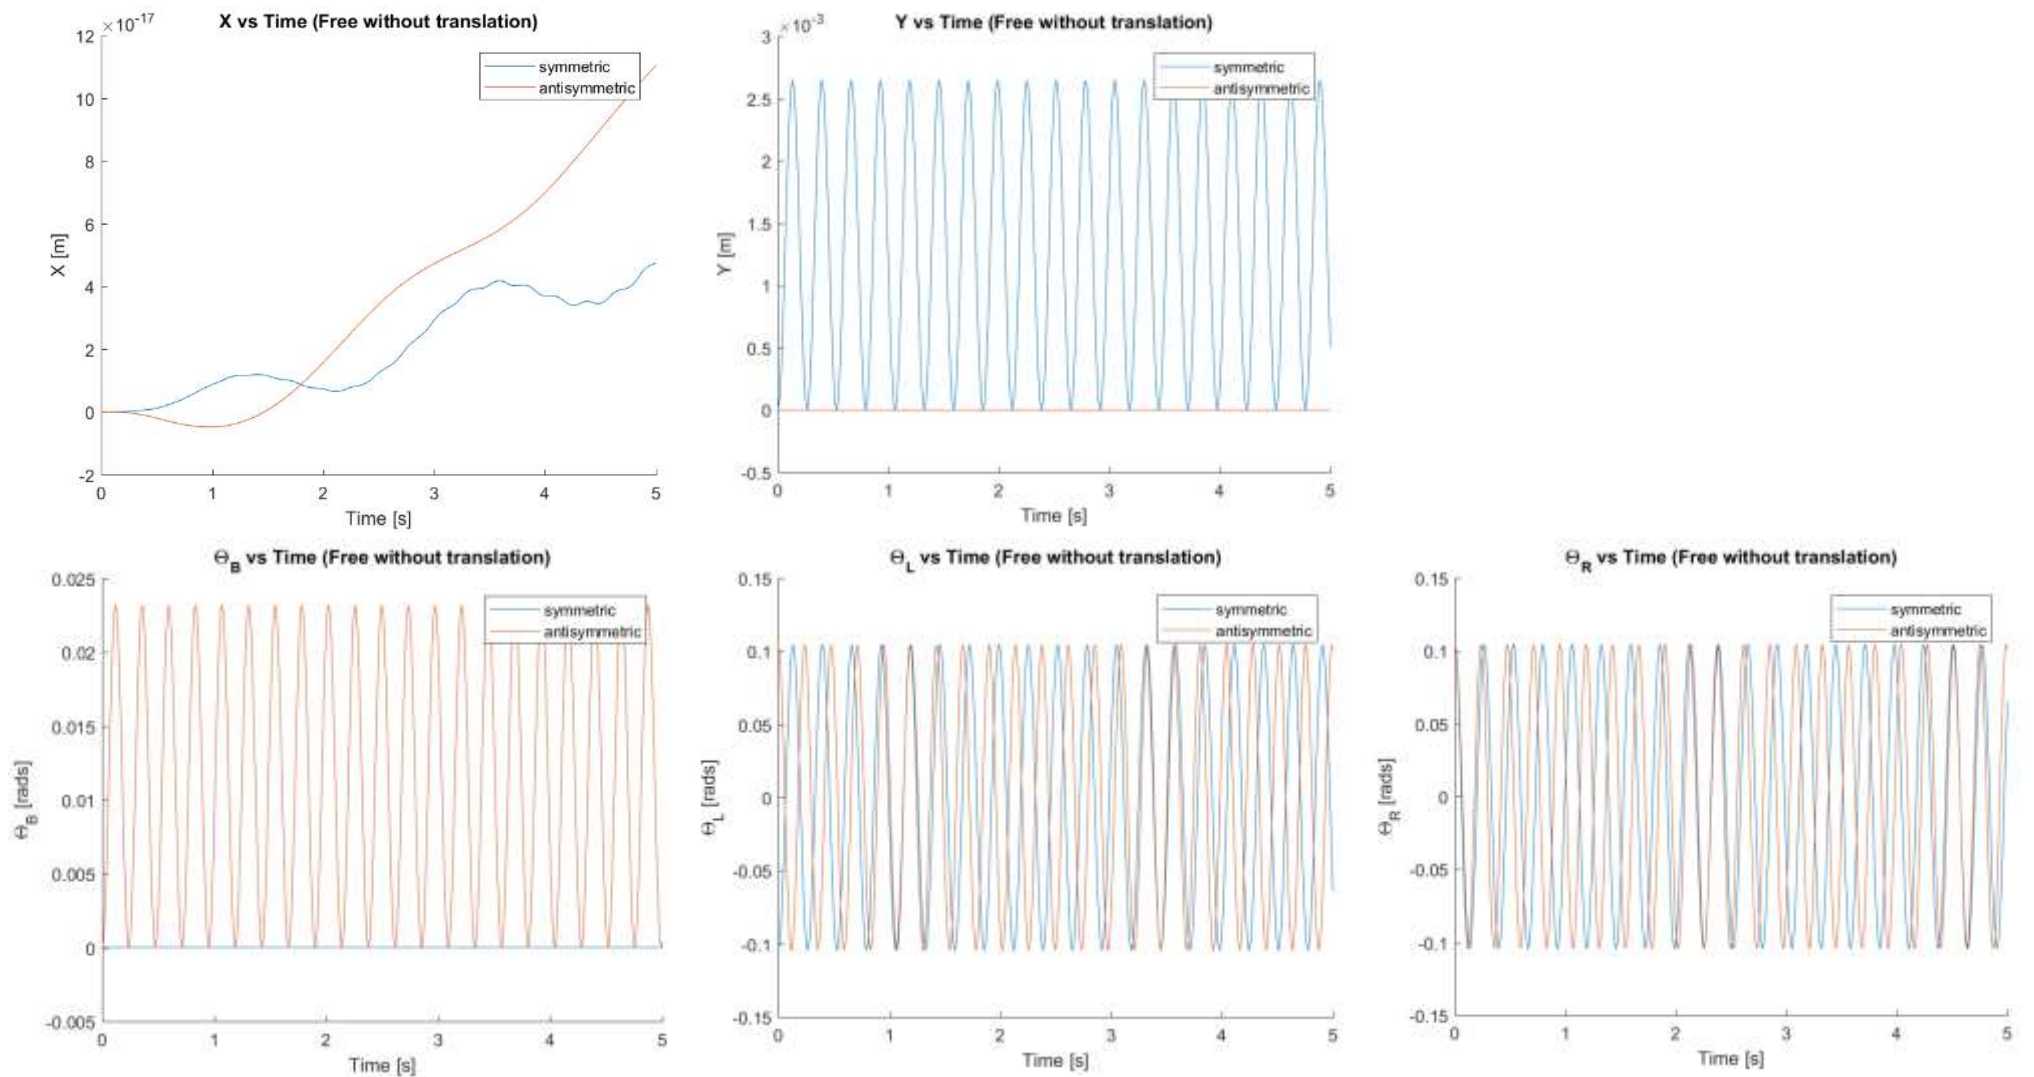 X vs Time (Free without translation)
×10⁻¹⁷
12
10
8
6
4
2
0
-2
X [m]
symmetric
antisymmetric
0 1 2 3 4 5
Time [s]
Y vs Time (Free without translation)
×10⁻³
3
2.5
2
1.5
1
0.5
0
-0.5
Y [m]
symmetric
antisymmetric
0 1 2 3 4 5
Time [s]
Θ_B vs Time (Free without translation)
0.025
0.02
0.015
0.01
0.005
0
-0.005
Θ_B [rads]
symmetric
antisymmetric
0 1 2 3 4 5
Time [s]
Θ_L vs Time (Free without translation)
0.15
0.1
0.05
0
-0.05
-0.1
-0.15
Θ_L [rads]
symmetric
antisymmetric
0 1 2 3 4 5
Time [s]
Θ_R vs Time (Free without translation)
0.15
0.1
0.05
0
-0.05
-0.1
-0.15
Θ_R [rads]
symmetric
antisymmetric
0 1 2 3 4 5
Time [s]